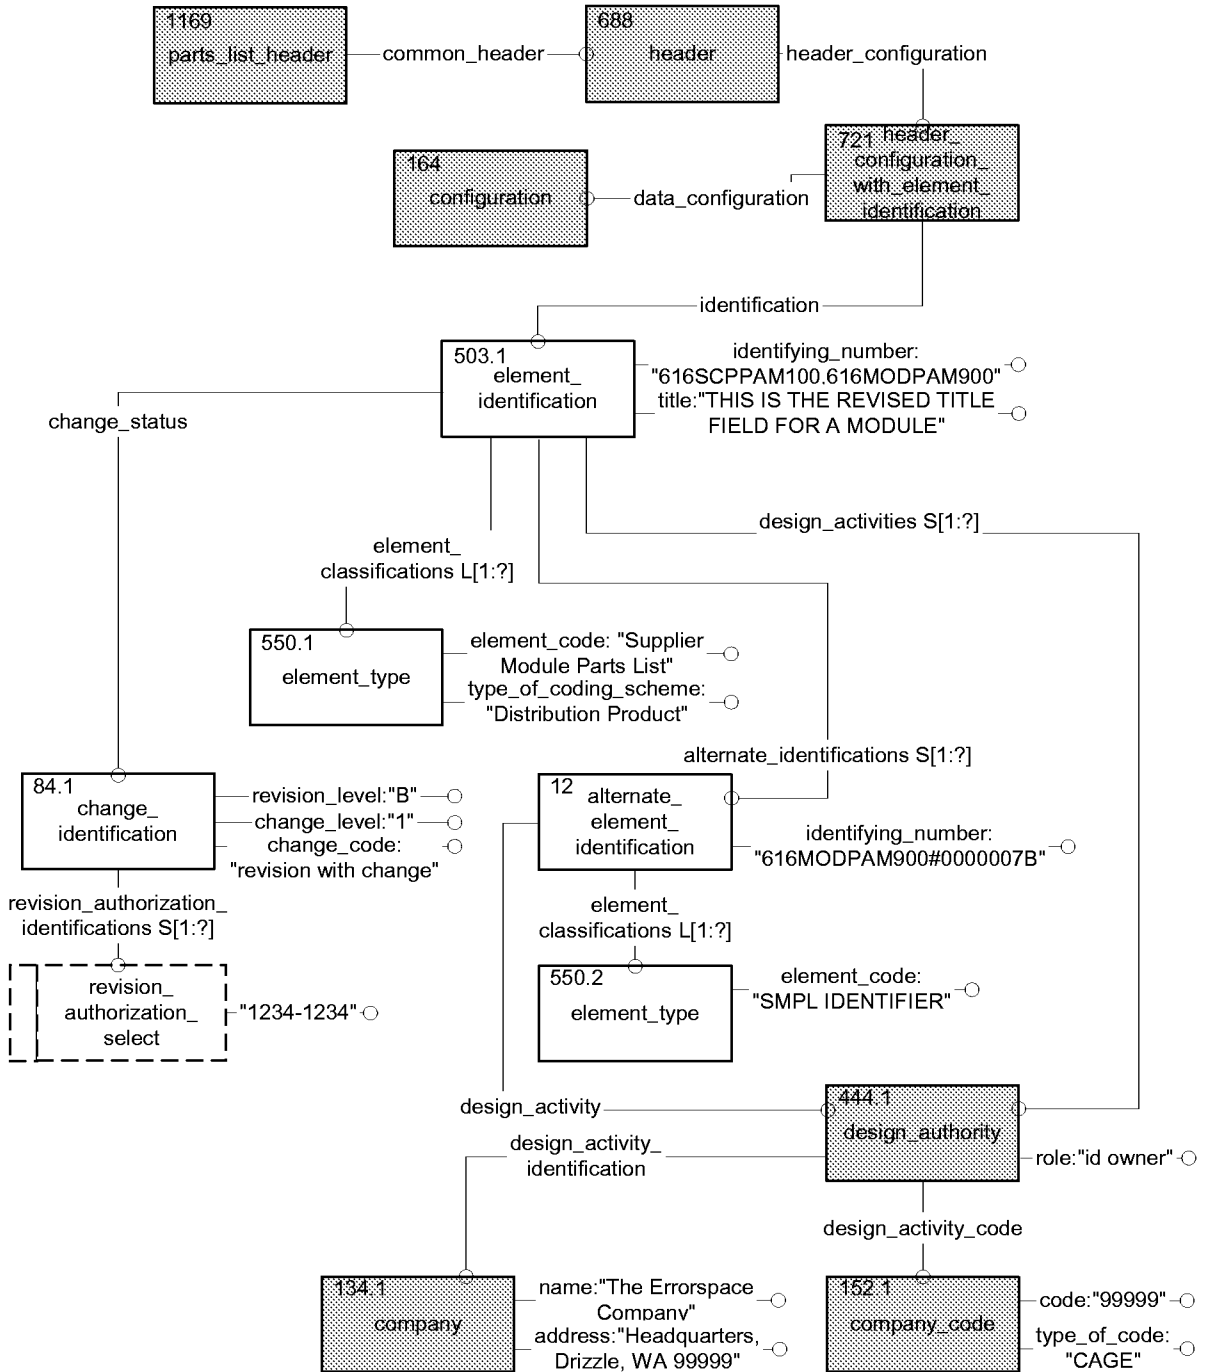 1169
parts_list_header
common_header
688
header
header_configuration
721
header_
configuration_
with_element_
identification
164
configuration
data_configuration
identification
503.1
element_
identification
identifying_number:
"616SCPPAM100.616MODPAM900"
title:"THIS IS THE REVISED TITLE
FIELD FOR A MODULE"
change_status
design_activities S[1:?]
element_
classifications L[1:?]
550.1
element_type
element_code: "Supplier
Module Parts List"
type_of_coding_scheme:
"Distribution Product"
alternate_identifications S[1:?]
84.1
change_
identification
revision_level:"B"
change_level:"1"
change_code:
"revision with change"
12
alternate_
element_
identification
identifying_number:
"616MODPAM900#0000007B"
revision_authorization_
identifications S[1:?]
element_
classifications L[1:?]
revision_
authorization_
select
"1234-1234"
550.2
element_type
element_code:
"SMPL IDENTIFIER"
design_activity
444.1
design_authority
design_activity_
identification
role:"id owner"
design_activity_code
134.1
company
name:"The Errorspace
Company"
address:"Headquarters,
Drizzle, WA 99999"
152.1
company_code
code:"99999"
type_of_code:
"CAGE"